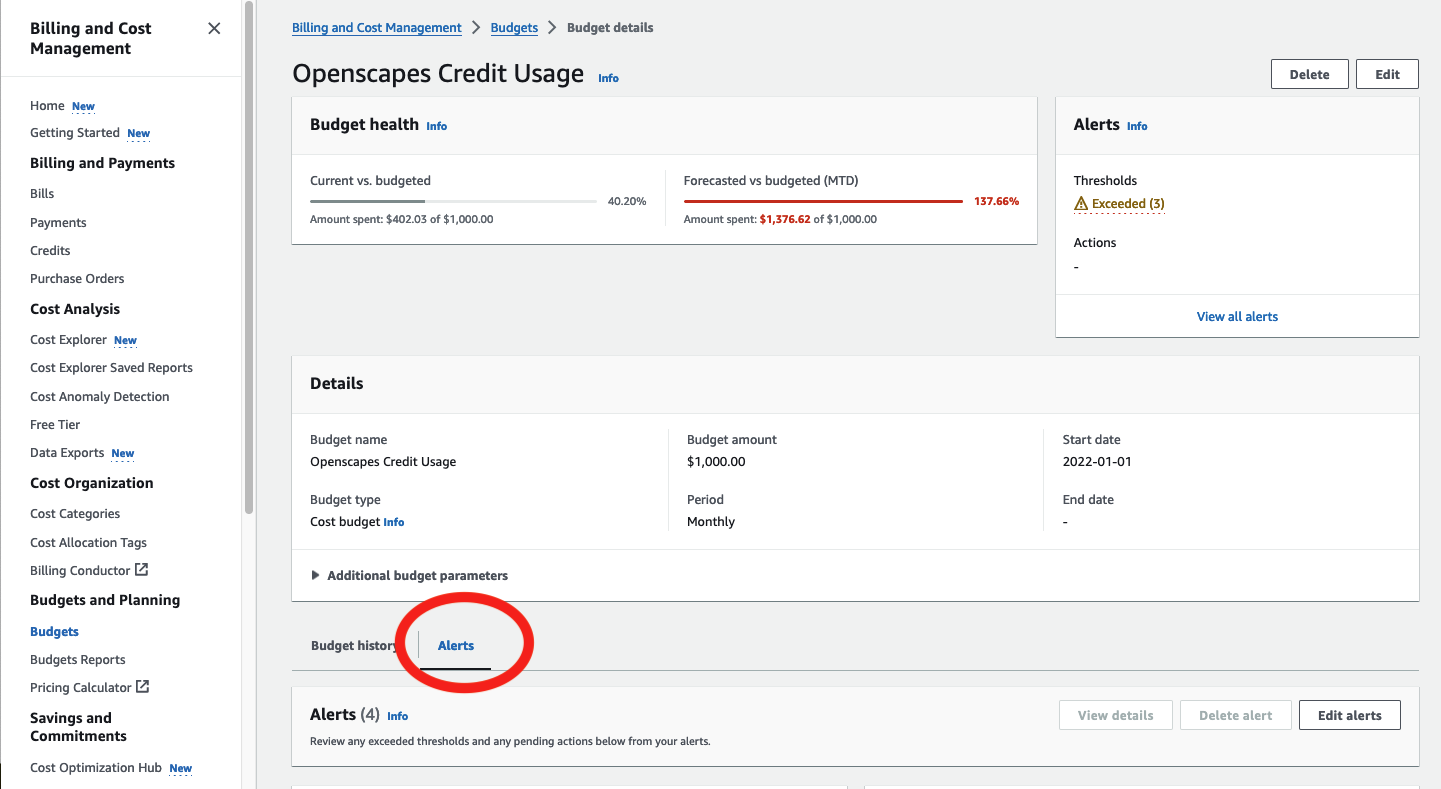 Billing and Cost
Management
Home New
Getting Started New
Billing and Payments
Bills
Payments
Credits
Purchase Orders
Cost Analysis
Cost Explorer New
Cost Explorer Saved Reports
Cost Anomaly Detection
Free Tier
Data Exports New
Cost Organization
Cost Categories
Cost Allocation Tags
Billing Conductor
Budgets and Planning
Budgets
Budgets Reports
Pricing Calculator
Savings and
Commitments
Cost Optimization Hub New
Billing and Cost Management > Budgets > Budget details
Openscapes Credit Usage Info
Delete Edit
Budget health Info
Current vs. budgeted
40.20%
Amount spent: $402.03 of $1,000.00
Forecasted vs budgeted (MTD)
137.66%
Amount spent: $1,376.62 of $1,000.00
Alerts Info
Thresholds
Exceeded (3)
Actions
-
View all alerts
Details
Budget name
Openscapes Credit Usage
Budget type
Cost budget Info
Budget amount
$1,000.00
Period
Monthly
Start date
2022-01-01
End date
-
Additional budget parameters
Budget history Alerts
Alerts (4) Info
View details Delete alert Edit alerts
Review any exceeded thresholds and any pending actions below from your alerts.